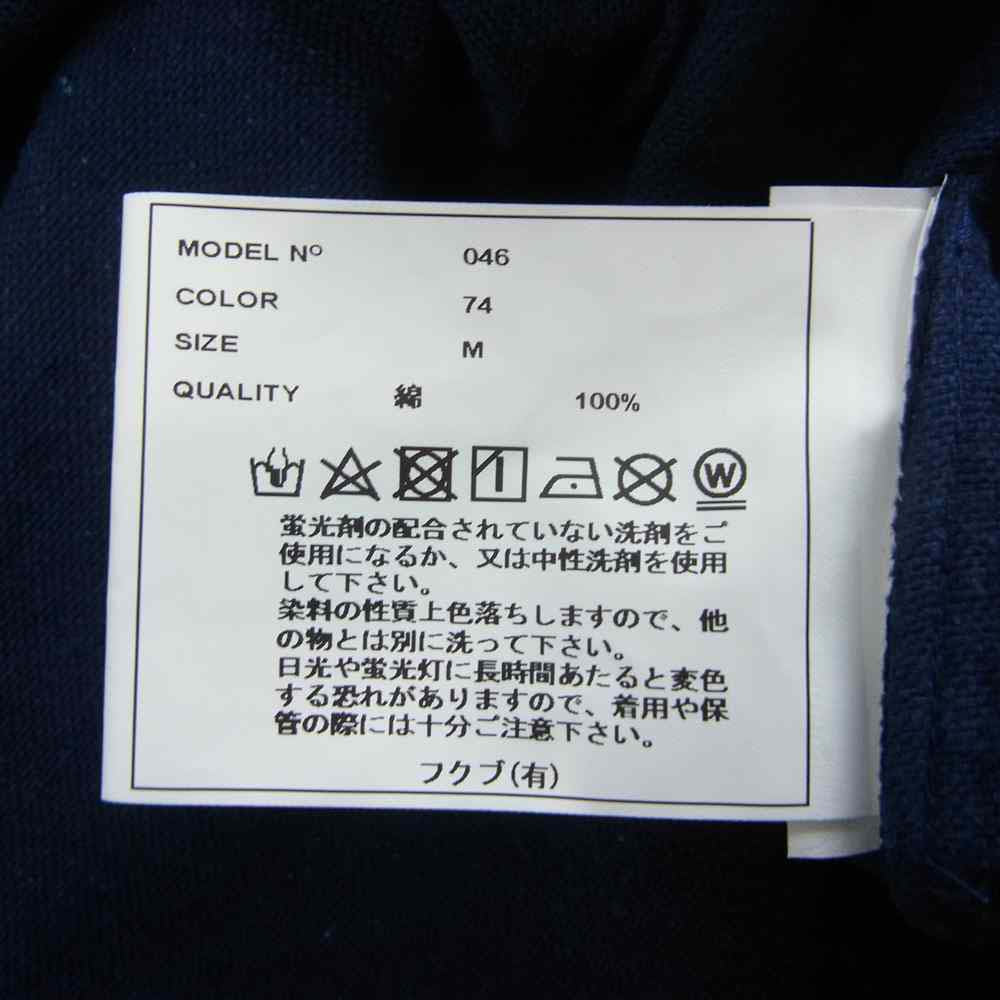 MODEL Nº 046
COLOR 74
SIZE M
QUALITY 綿 100%
W
蛍光剤の配合されていない洗剤をご
使用になるか、又は中性洗剤を使用
して下さい。
染料の性質上色落ちしますので、他
の物とは別に洗って下さい。
日光や蛍光灯に長時間あたると変色
する恐れがありますので、着用や保
管の際には十分ご注意下さい。
フクブ(有)